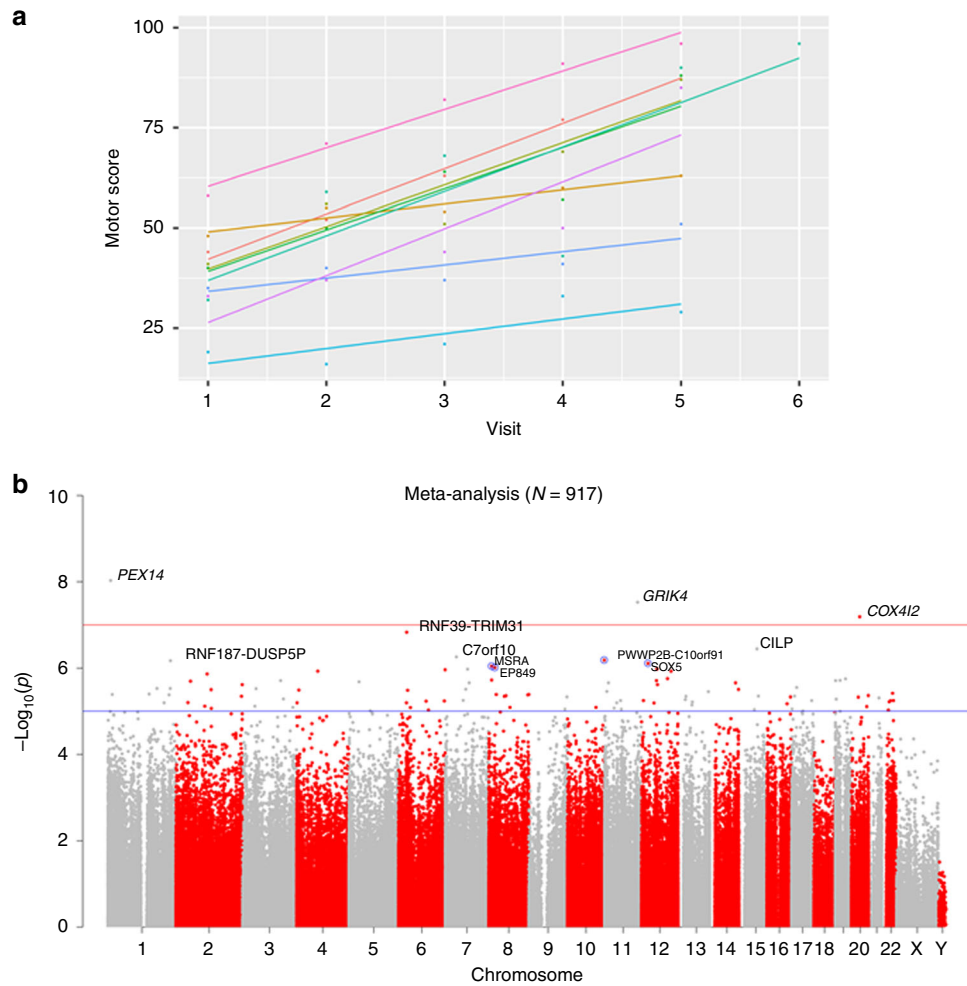 a
100
75
50
25
Motor score
1 2 3 4 5 6
Visit
b
Meta-analysis (N = 917)
10
8
6
4
2
0
−Log10(p)
PEX14
GRIK4
COX4I2
RNF39-TRIM31
RNF187-DUSP5P
C7orf10
MSRA
EP849
PWWP2B-C10orf91
SOX5
CILP
1 2 3 4 5 6 7 8 9 10 11 12 13 14 15 16 17 18 20 22 X Y
Chromosome